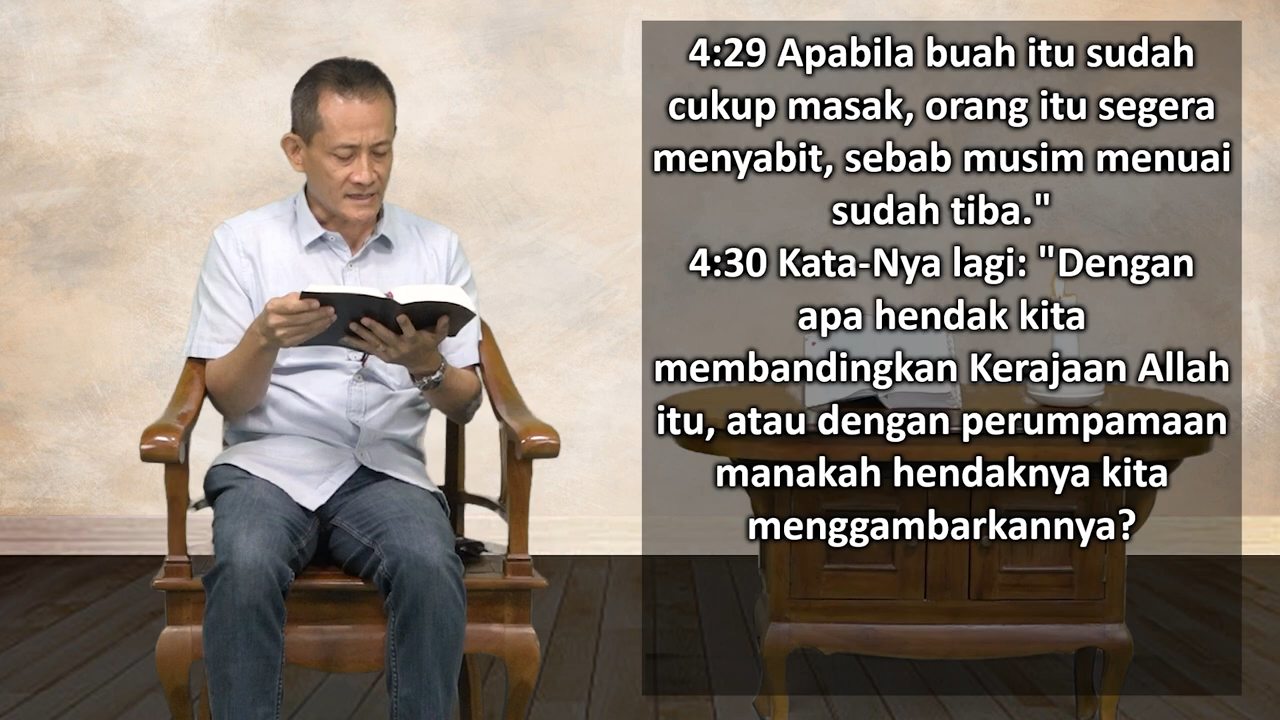 4:29 Apabila buah itu sudah
cukup masak, orang itu segera
menyabit, sebab musim menuai
sudah tiba."
4:30 Kata-Nya lagi: "Dengan
apa hendak kita
membandingkan Kerajaan Allah
itu, atau dengan perumpamaan
manakah hendaknya kita
menggambarkannya?